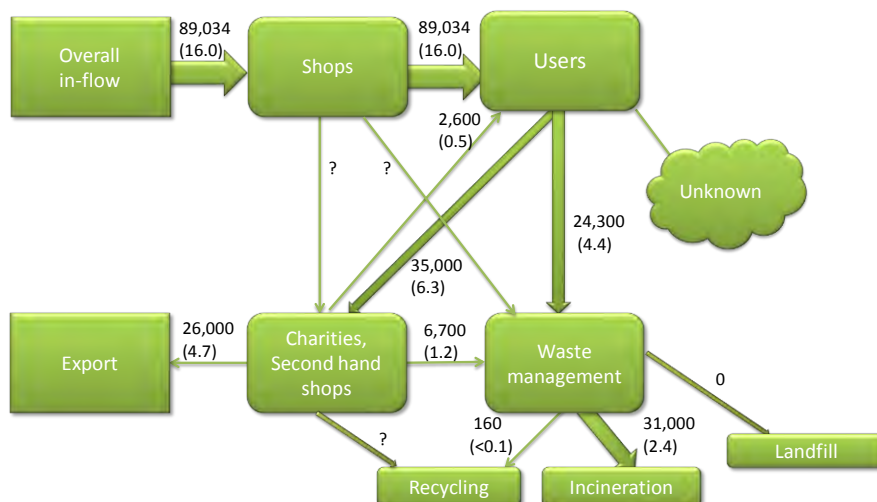 89,034
(16.0)
89,034
(16.0)
Overall
in-flow
Shops
Users
2,600
(0.5)
?
?
Unknown
24,300
(4.4)
35,000
(6.3)
26,000
(4.7)
Export
Charities,
Second hand
shops
6,700
(1.2)
Waste
management
0
?
160
(<0.1)
31,000
(2.4)
Landfill
Recycling
Incineration